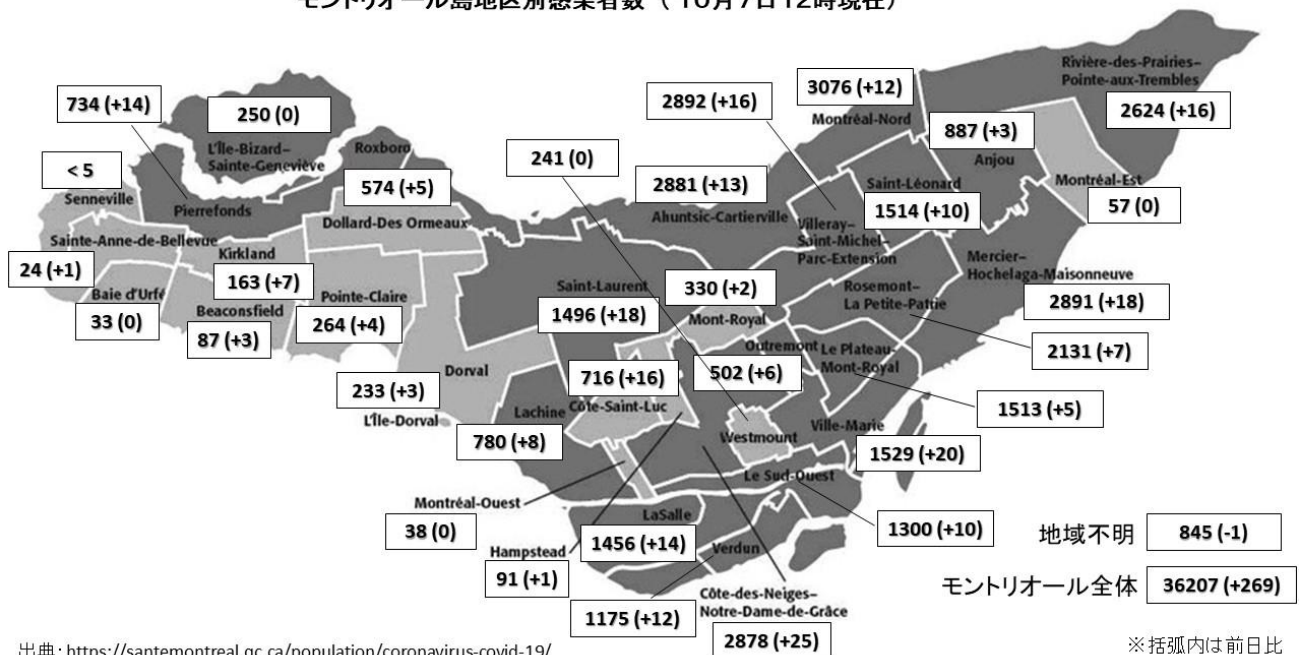 モントリオール島地区別感染者数 （ 10月7日12時現在）
Rivière-des-Prairies–
Pointe-aux-Trembles
2624 (+16)
3076 (+12)
Montréal-Nord
2892 (+16)
887 (+3)
Anjou
734 (+14)
250 (0)
L'Île-Bizard–
Sainte-Geneviève
Roxboro
241 (0)
< 5
Senneville
Pierrefonds
574 (+5)
Dollard-Des Ormeaux
2881 (+13)
Ahuntsic-Cartierville
Saint-Léonard
1514 (+10)
Montréal-Est
57 (0)
Villeray–
Saint-Michel–
Parc-Extension
Sainte-Anne-de-Bellevue
24 (+1)
Kirkland
163 (+7)
Baie d'Urfé
33 (0)
Beaconsfield
87 (+3)
Pointe-Claire
264 (+4)
Saint-Laurent
1496 (+18)
330 (+2)
Mont-Royal
Rosemont–
La Petite-Patrie
Mercier–
Hochelaga-Maisonneuve
2891 (+18)
2131 (+7)
Outremont
502 (+6)
Le Plateau-
Mont-Royal
1513 (+5)
Dorval
233 (+3)
L'Île-Dorval
716 (+16)
Côte-Saint-Luc
Lachine
780 (+8)
Westmount
Ville-Marie
1529 (+20)
Le Sud-Ouest
1300 (+10)
Montréal-Ouest
38 (0)
Hampstead
91 (+1)
LaSalle
1456 (+14)
Verdun
1175 (+12)
Côte-des-Neiges–
Notre-Dame-de-Grâce
2878 (+25)
地域不明 845 (-1)
モントリオール全体 36207 (+269)
出典: https://santemontreal.qc.ca/population/coronavirus-covid-19/
※括弧内は前日比